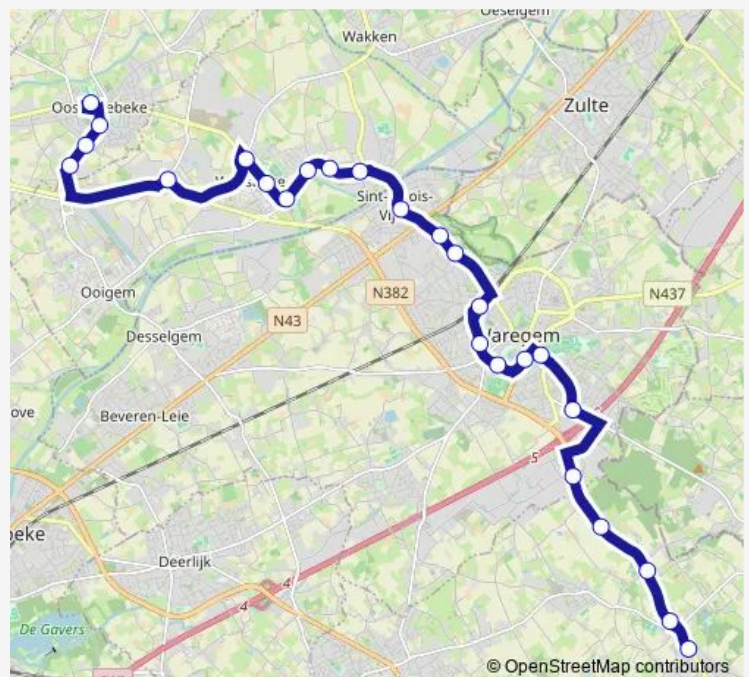 Oeselgem
Wakken
Zulte
Sint-
Vij
Ooigem
N382
N437
N43
Waregem
Desselgem
Beveren-Leie
5
Deerlijk
4
4
De Gavers
© OpenStreetMap contributors